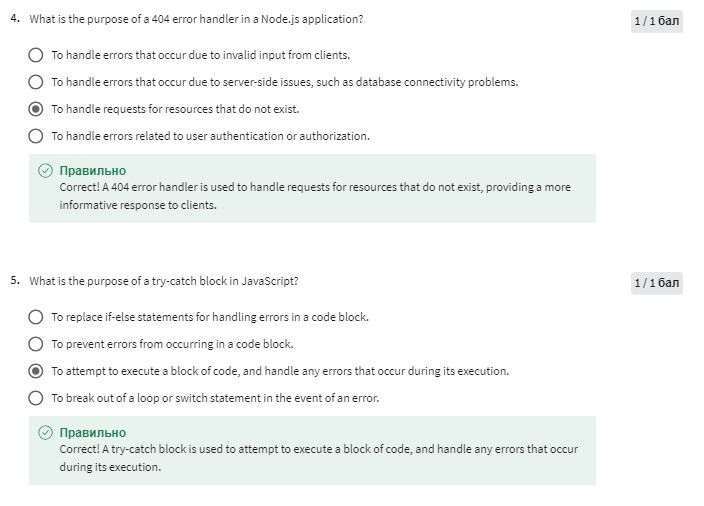 4. What is the purpose of a 404 error handler in a Node.js application?
1 / 1 бал
To handle errors that occur due to invalid input from clients.
To handle errors that occur due to server-side issues, such as database connectivity problems.
To handle requests for resources that do not exist.
To handle errors related to user authentication or authorization.
Правильно
Correct! A 404 error handler is used to handle requests for resources that do not exist, providing a more
informative response to clients.
5. What is the purpose of a try-catch block in JavaScript?
1 / 1 бал
To replace if-else statements for handling errors in a code block.
To prevent errors from occurring in a code block.
To attempt to execute a block of code, and handle any errors that occur during its execution.
To break out of a loop or switch statement in the event of an error.
Правильно
Correct! A try-catch block is used to attempt to execute a block of code, and handle any errors that occur
during its execution.